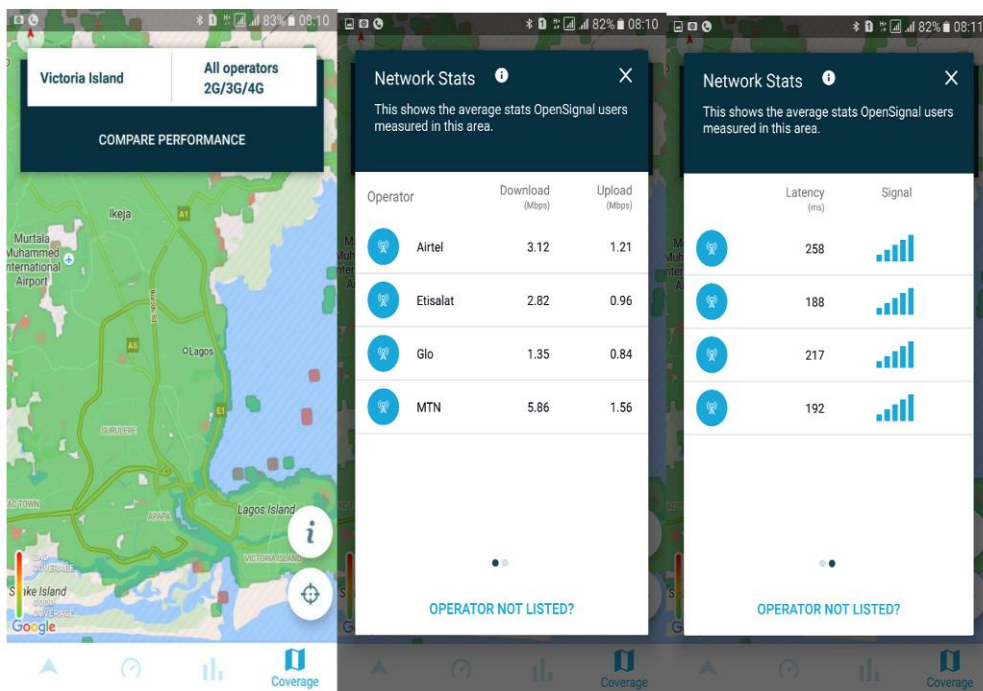 83% 08:10
Victoria Island
All operators
2G/3G/4G
COMPARE PERFORMANCE
Ikeja
A1
Murtala
Muhammed
International
Airport
A5
Lagos
E1
SURULERE
APAPA
Lagos Island
VICTORIA ISLAND
BAD
COVERAGE
GOOD
COVERAGE
Google
Coverage
82% 08:10
Network Stats
This shows the average stats OpenSignal users
measured in this area.
Operator Download Upload
(Mbps) (Mbps)
Airtel 3.12 1.21
Etisalat 2.82 0.96
Glo 1.35 0.84
MTN 5.86 1.56
OPERATOR NOT LISTED?
Coverage
82% 08:11
Network Stats
This shows the average stats OpenSignal users
measured in this area.
Latency Signal
(ms)
258
188
217
192
OPERATOR NOT LISTED?
Coverage